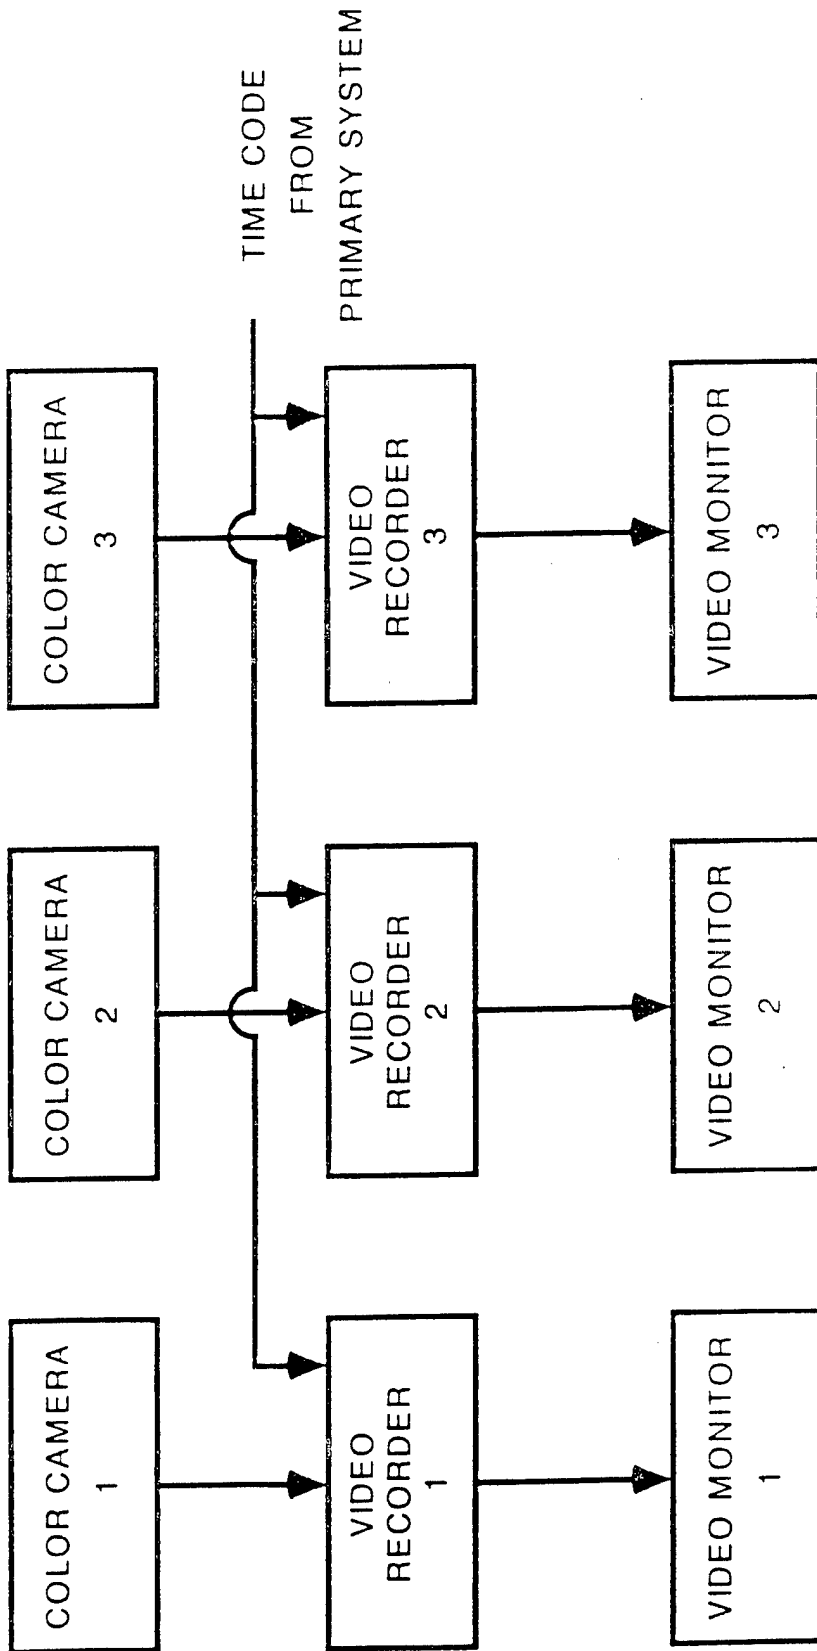 COLOR CAMERA
1
COLOR CAMERA
2
COLOR CAMERA
3
TIME CODE
FROM
PRIMARY SYSTEM
VIDEO
RECORDER
1
VIDEO
RECORDER
2
VIDEO
RECORDER
3
VIDEO MONITOR
1
VIDEO MONITOR
2
VIDEO MONITOR
3